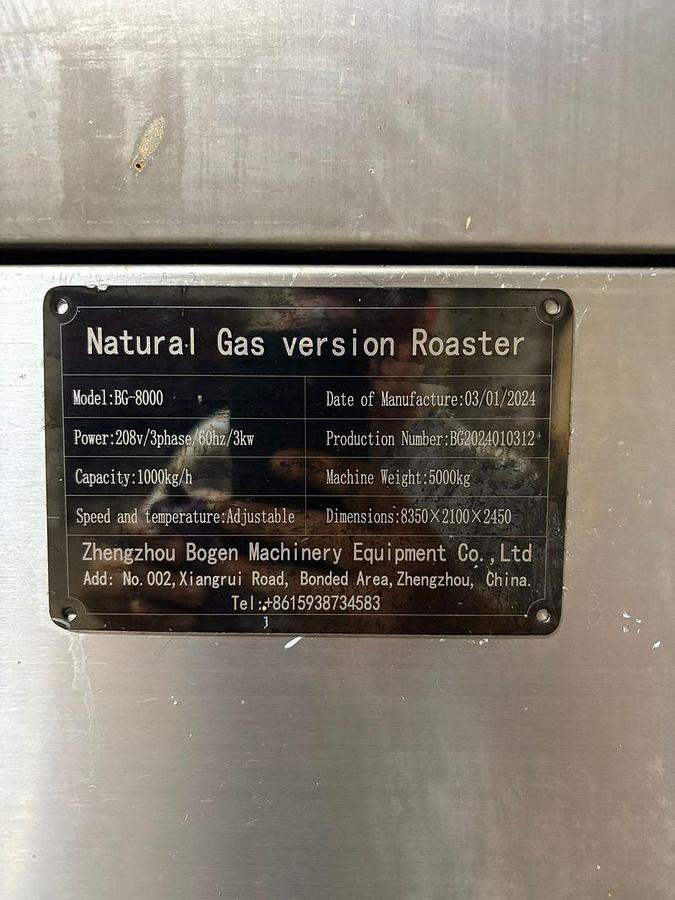 Natural Gas version Roaster
Model:BG-8000
Date of Manufacture:03/01/2024
Power:208v/3phase/60hz/3kw
Production Number:BG2024010312
Capacity:1000kg/h
Machine Weight:5000kg
Speed and temperature:Adjustable
Dimensions:8350×2100×2450
Zhengzhou Bogen Machinery Equipment Co.,Ltd
Add: No.002,Xiangrui Road, Bonded Area,Zhengzhou, China.
Tel:+8615938734583